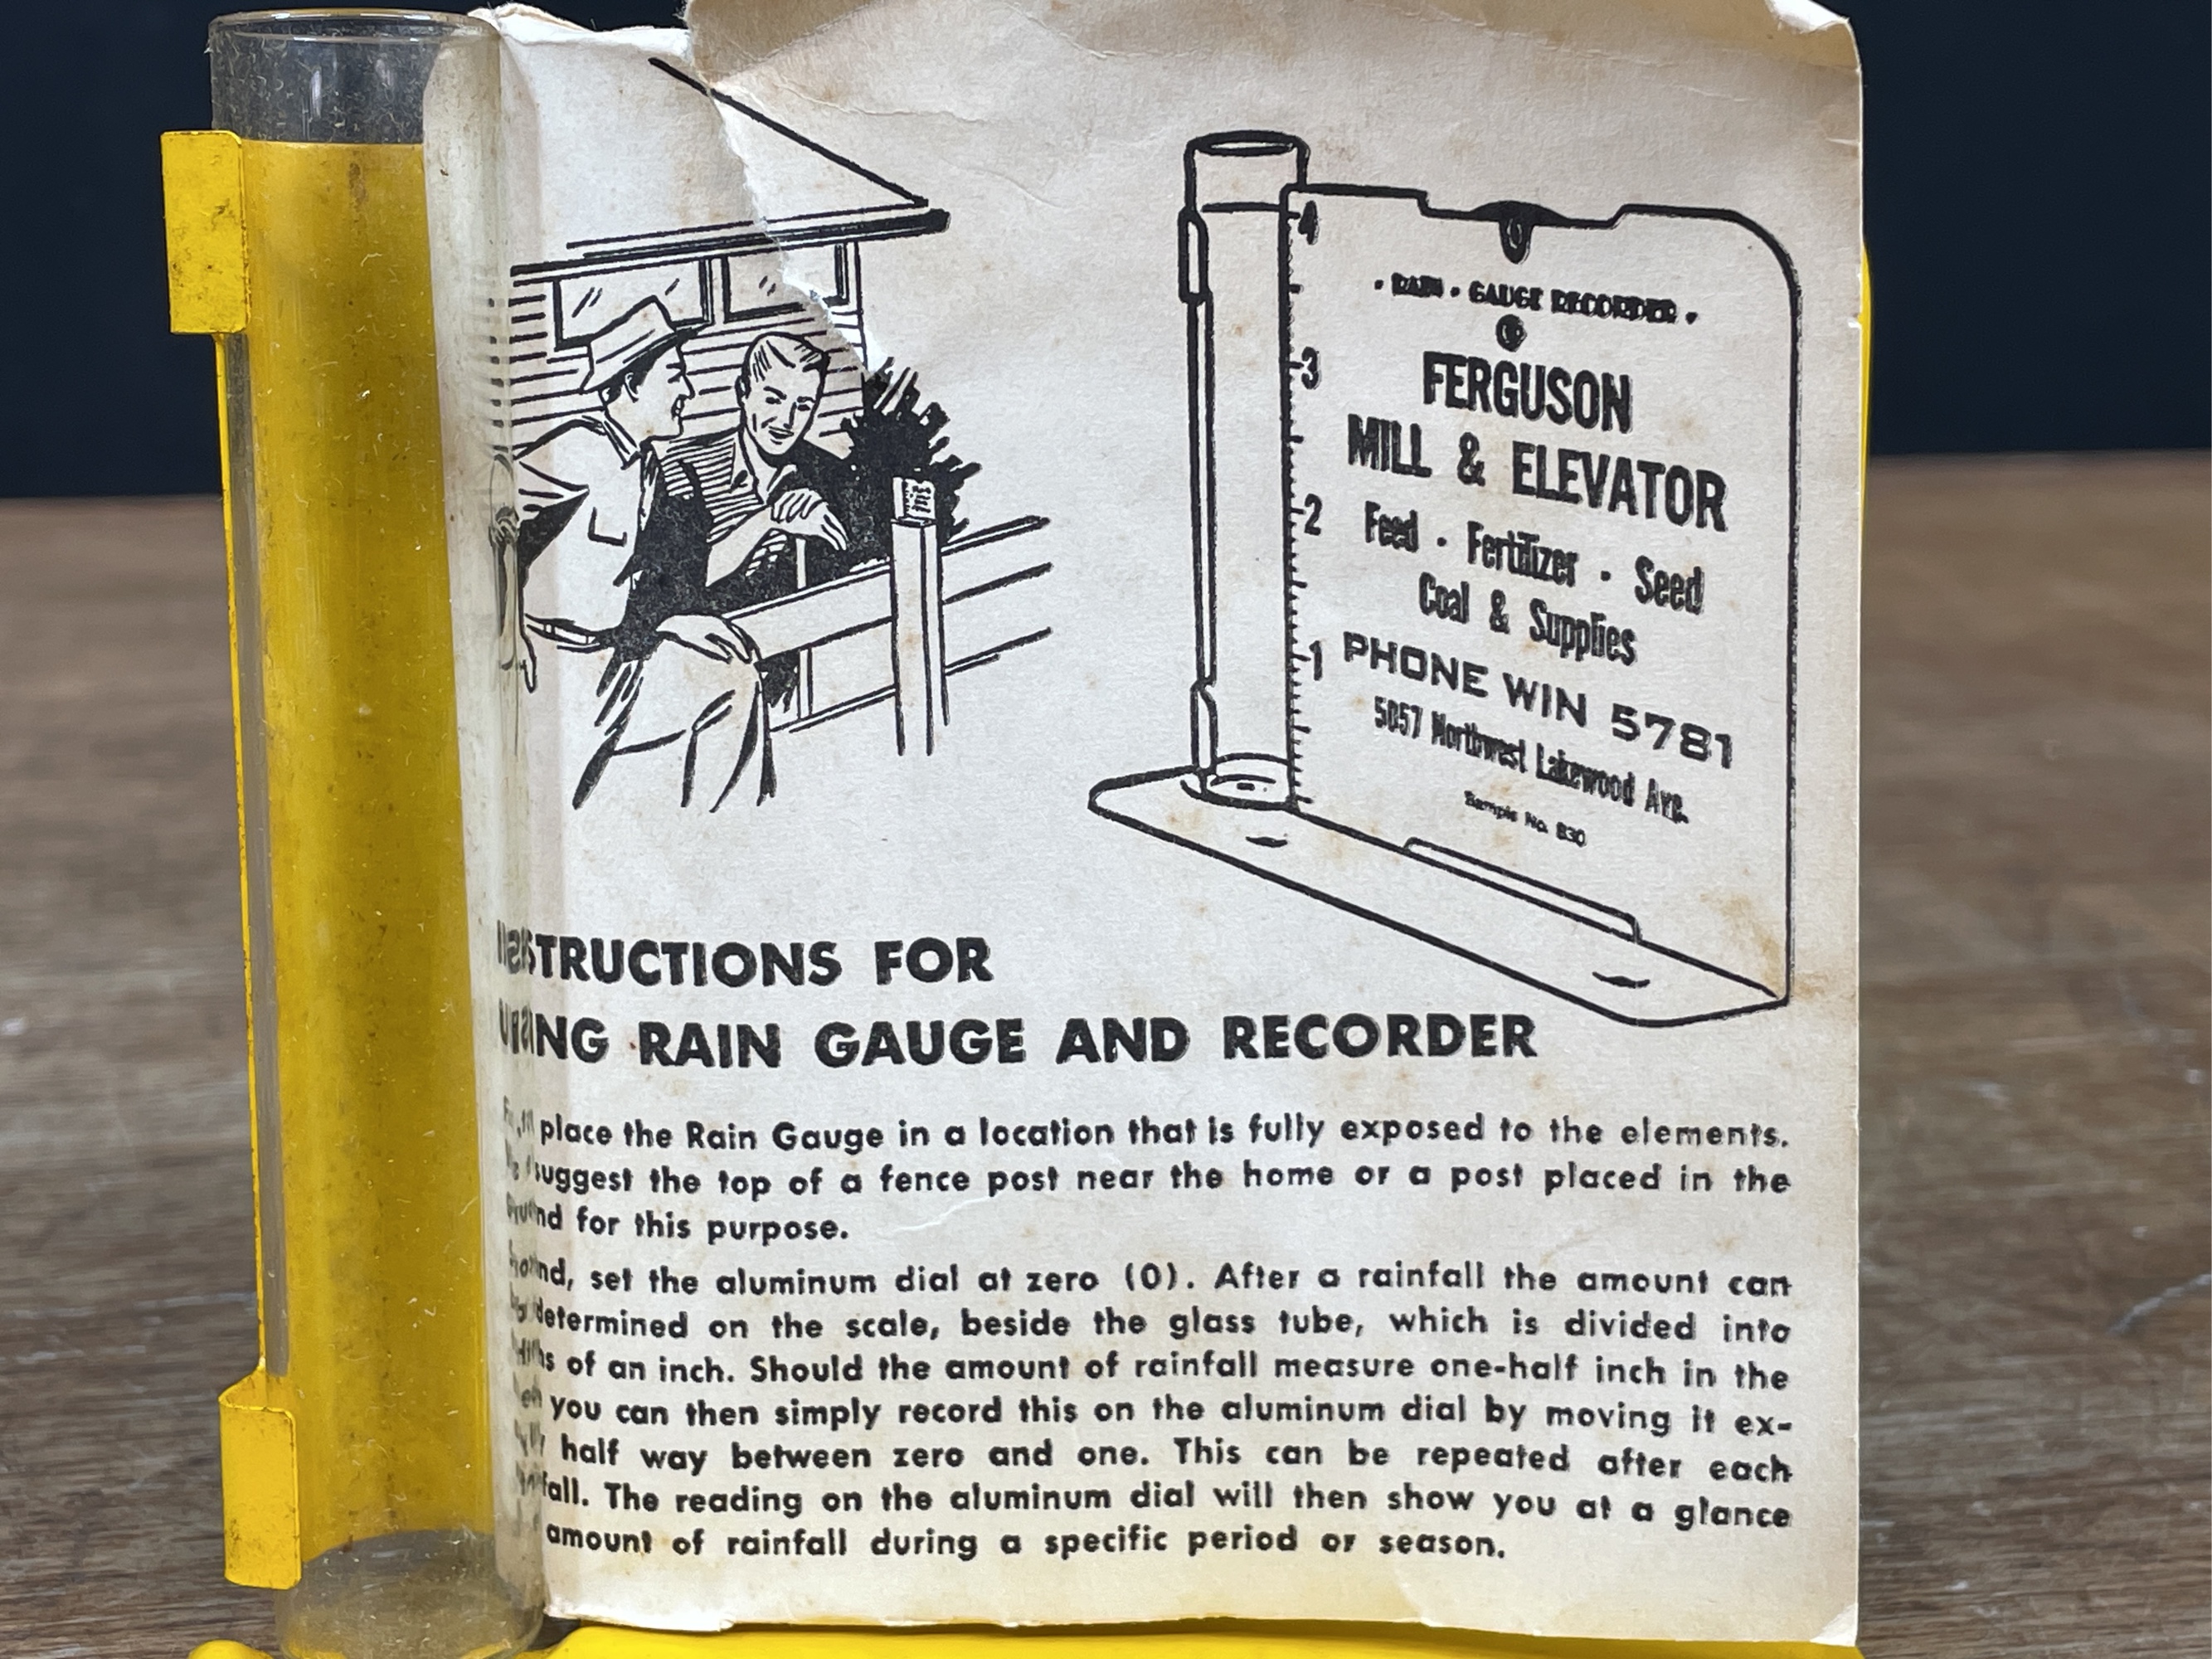 4
3
2
1
· RAIN · GAUGE RECORDER ·
FERGUSON
MILL & ELEVATOR
Feed · Fertilizer · Seed
Coal & Supplies
PHONE WIN 5781
5057 Northwest Lakewood Ave.
Sample No. 830
INSTRUCTIONS FOR
USING RAIN GAUGE AND RECORDER
place the Rain Gauge in a location that is fully exposed to the elements.
suggest the top of a fence post near the home or a post placed in the
ground for this purpose.
Second, set the aluminum dial at zero (0). After a rainfall the amount can
determined on the scale, beside the glass tube, which is divided into
of an inch. Should the amount of rainfall measure one-half inch in the
you can then simply record this on the aluminum dial by moving it ex-
half way between zero and one. This can be repeated after each
fall. The reading on the aluminum dial will then show you at a glance
amount of rainfall during a specific period or season.